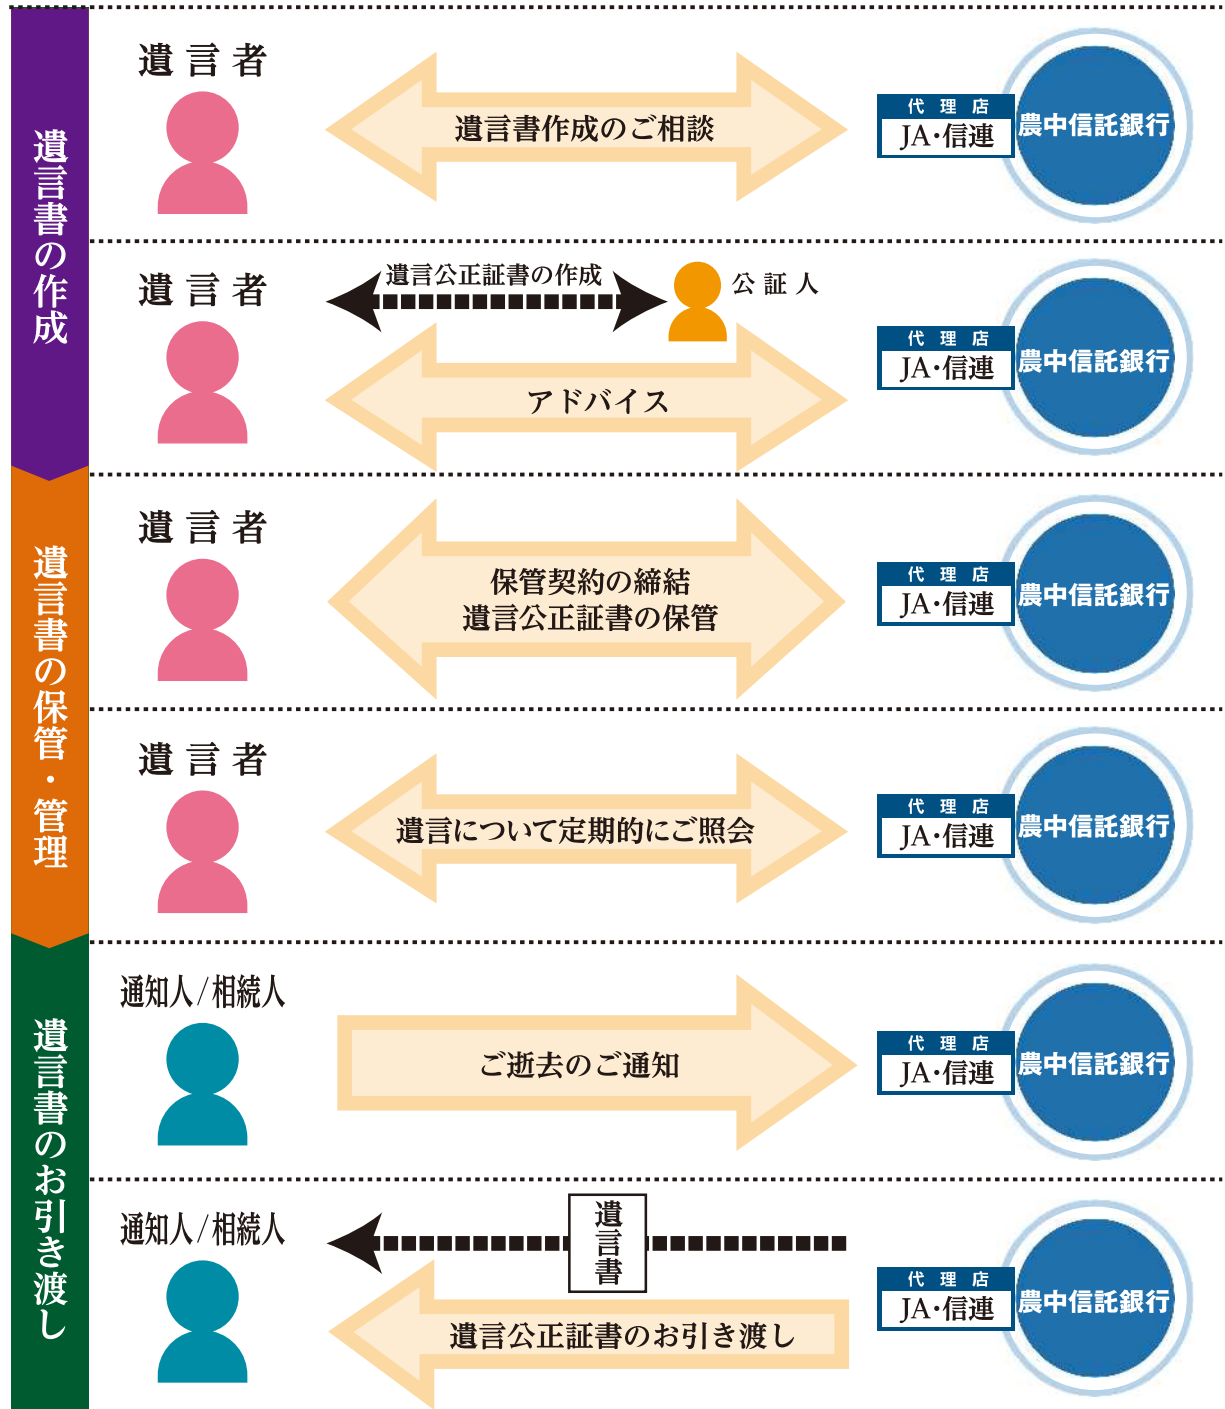 遺言書の作成
遺言者
遺言書作成のご相談
代理店
JA・信連
農中信託銀行
遺言者
遺言公正証書の作成
公証人
アドバイス
代理店
JA・信連
農中信託銀行
遺言書の保管・管理
遺言者
保管契約の締結
遺言公正証書の保管
代理店
JA・信連
農中信託銀行
遺言者
遺言について定期的にご照会
代理店
JA・信連
農中信託銀行
遺言書のお引き渡し
通知人/相続人
ご逝去のご通知
代理店
JA・信連
農中信託銀行
通知人/相続人
遺言書
遺言公正証書のお引き渡し
代理店
JA・信連
農中信託銀行